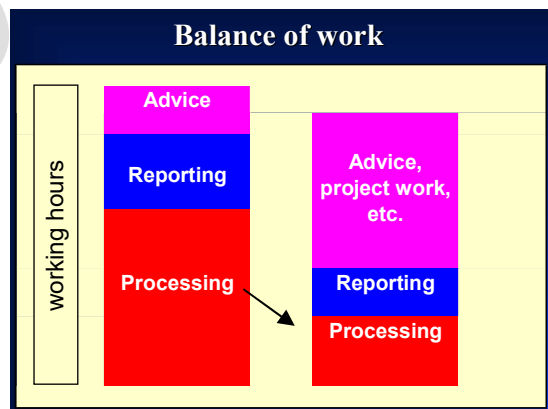 Balance of work
working hours
Advice
Reporting
Processing
Advice,
project work,
etc.
Reporting
Processing